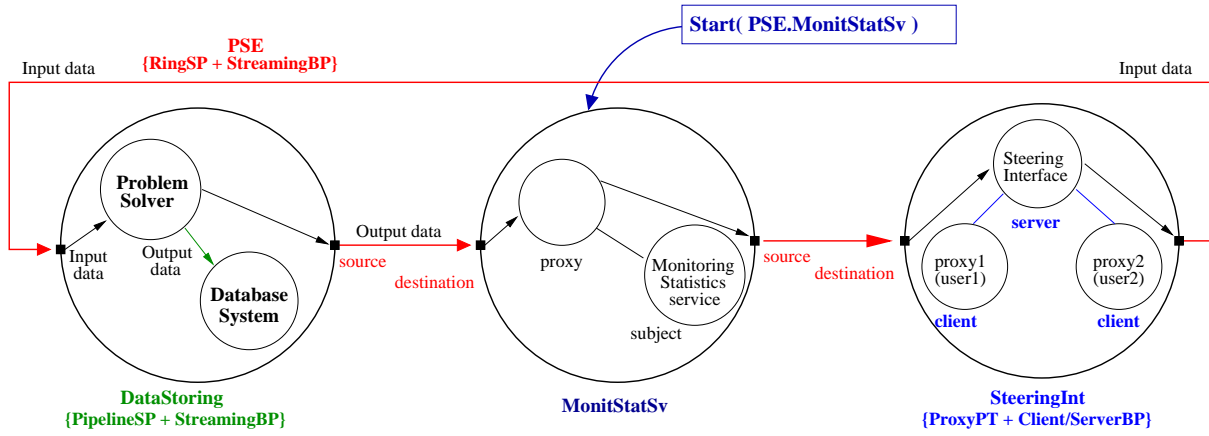 Start( PSE.MonitStatSv )
PSE
{RingSP + StreamingBP}
Input data
Input data
Problem
Solver
Input
data
Output
data
Database
System
source
Output data
destination
DataStoring
{PipelineSP + StreamingBP}
proxy
Monitoring
Statistics
service
subject
MonitStatSv
source
destination
Steering
Interface
server
proxy1
(user1)
client
proxy2
(user2)
client
SteeringInt
{ProxyPT + Client/ServerBP}